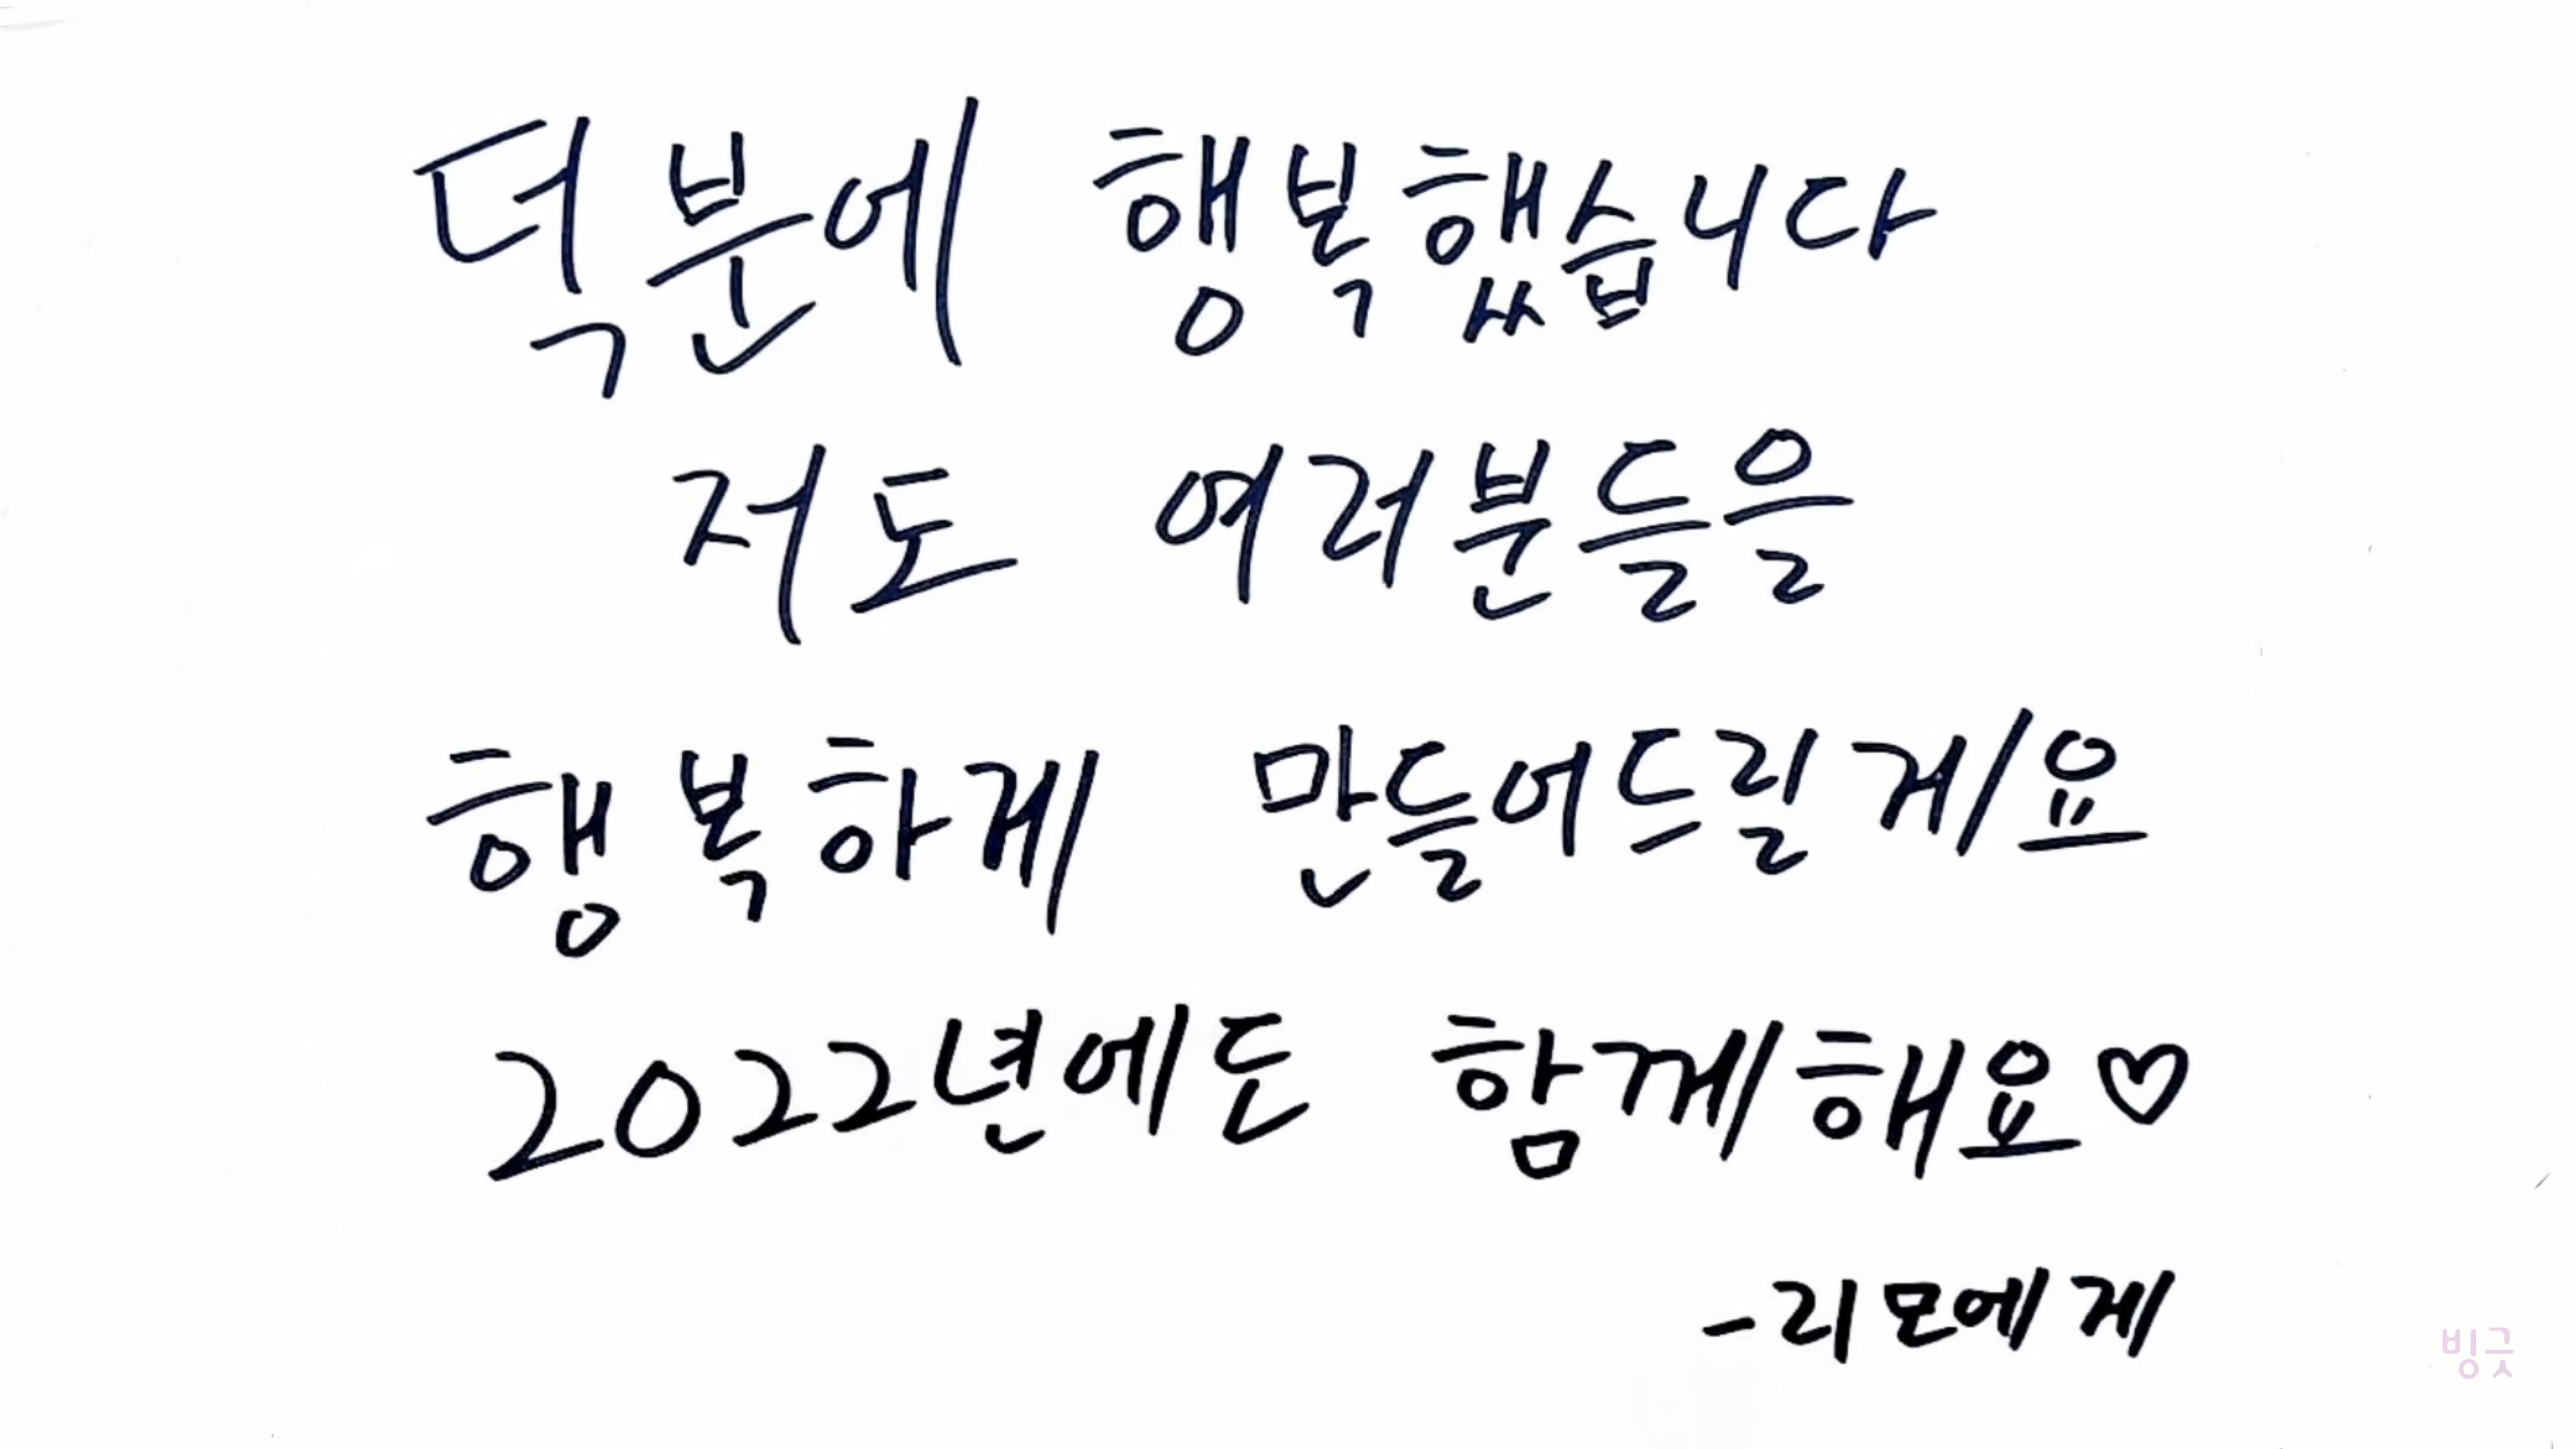 덕분에 행복했습니다
저도 여러분들을
행복하게 만들어드릴게요
2022년에도 함께해요♡
-리모에게
빙긋